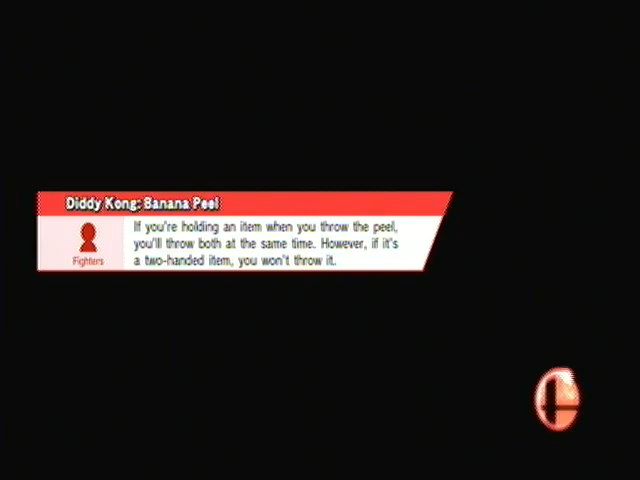 Diddy Kong: Banana Peel
If you're holding an item when you throw the peel,
you'll throw both at the same time. However, if it's
a two-handed item, you won't throw it.
Fighters